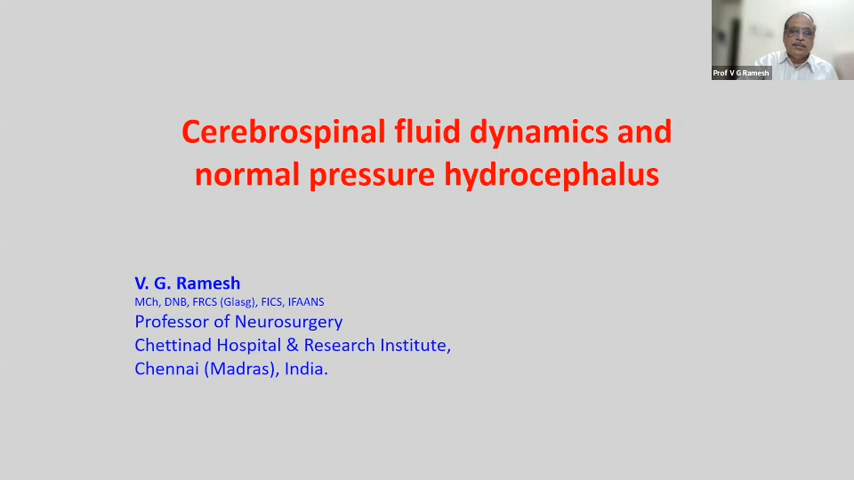 Prof V G Ramesh
Cerebrospinal fluid dynamics and
normal pressure hydrocephalus
V. G. Ramesh
MCh, DNB, FRCS (Glasg), FICS, IFAANS
Professor of Neurosurgery
Chettinad Hospital & Research Institute,
Chennai (Madras), India.